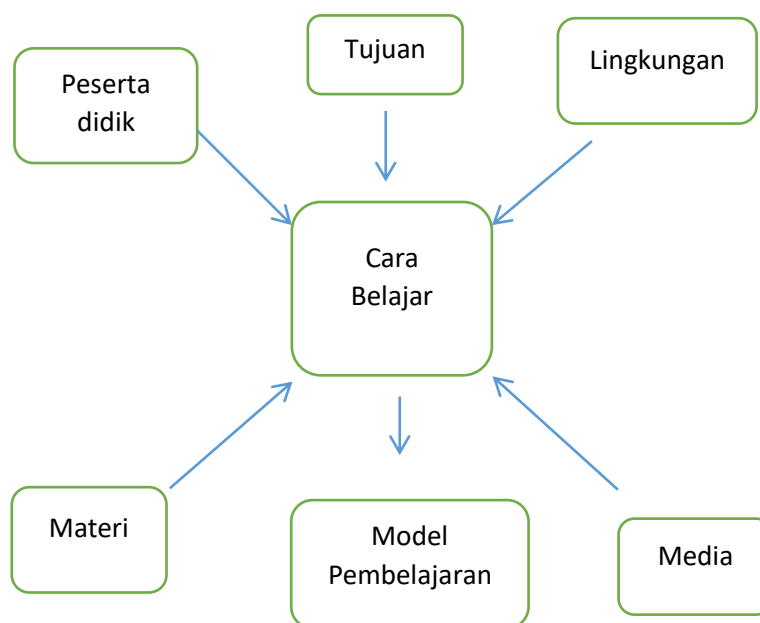 Tujuan
Lingkungan
Peserta
didik
Cara
Belajar
Materi
Model
Pembelajaran
Media